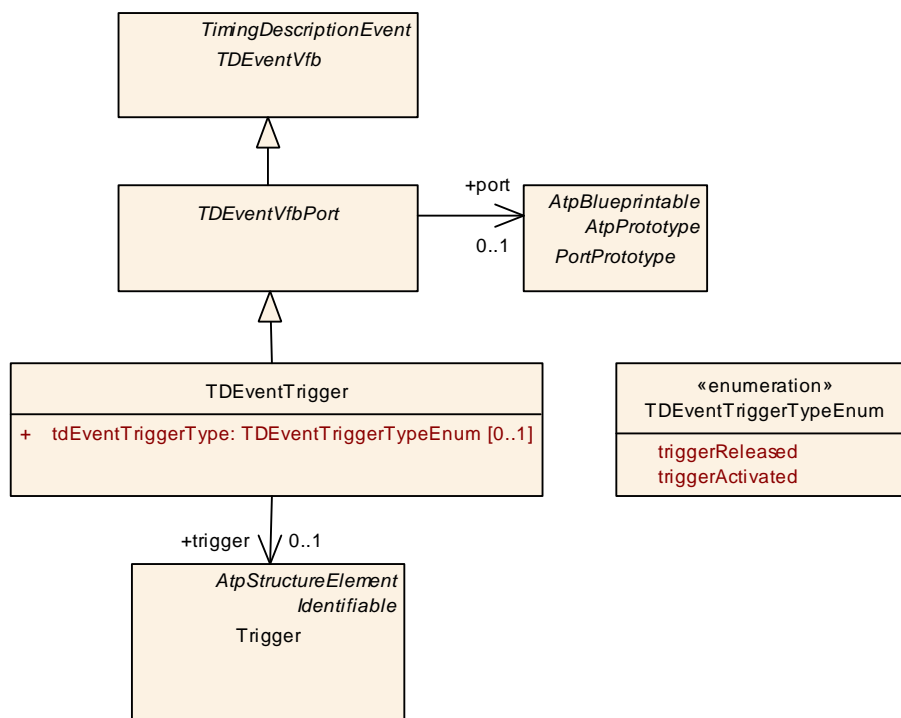 TimingDescriptionEvent
TDEventVfb
TDEventVfbPort
+port
0..1
AtpBlueprintable
AtpPrototype
PortPrototype
TDEventTrigger
+ tdEventTriggerType: TDEventTriggerTypeEnum [0..1]
«enumeration»
TDEventTriggerTypeEnum
triggerReleased
triggerActivated
+trigger 0..1
AtpStructureElement
Identifiable
Trigger